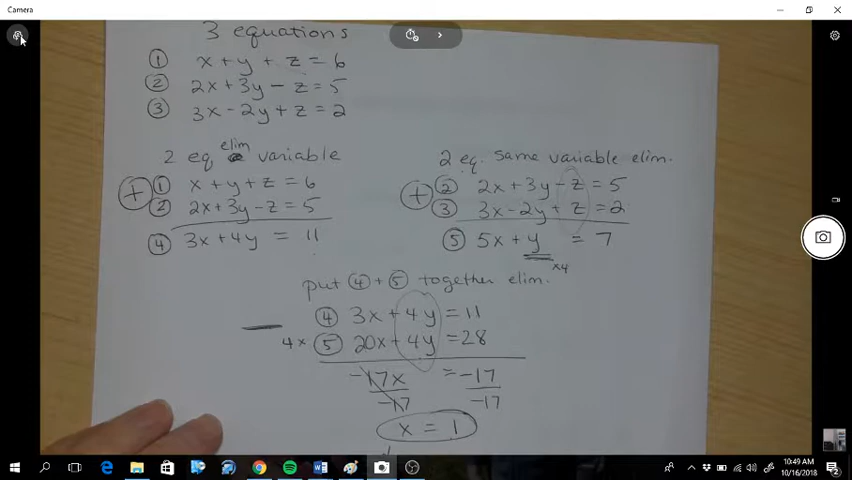 Camera
3 equations
① x + y + z = 6
② 2x + 3y - z = 5
③ 3x - 2y + z = 2
2 eq elim variable
+ ① x + y + z = 6
② 2x + 3y - z = 5
④ 3x + 4y = 11
2 eq. same variable elim.
+ ② 2x + 3y - z = 5
③ 3x - 2y + z = 2
⑤ 5x + y = 7
x4
put ④ + ⑤ together elim.
④ 3x + 4y = 11
— 4x ⑤ 20x + 4y = 28
-17x = -17
-17 -17
x = 1
10:49 AM
10/16/2018